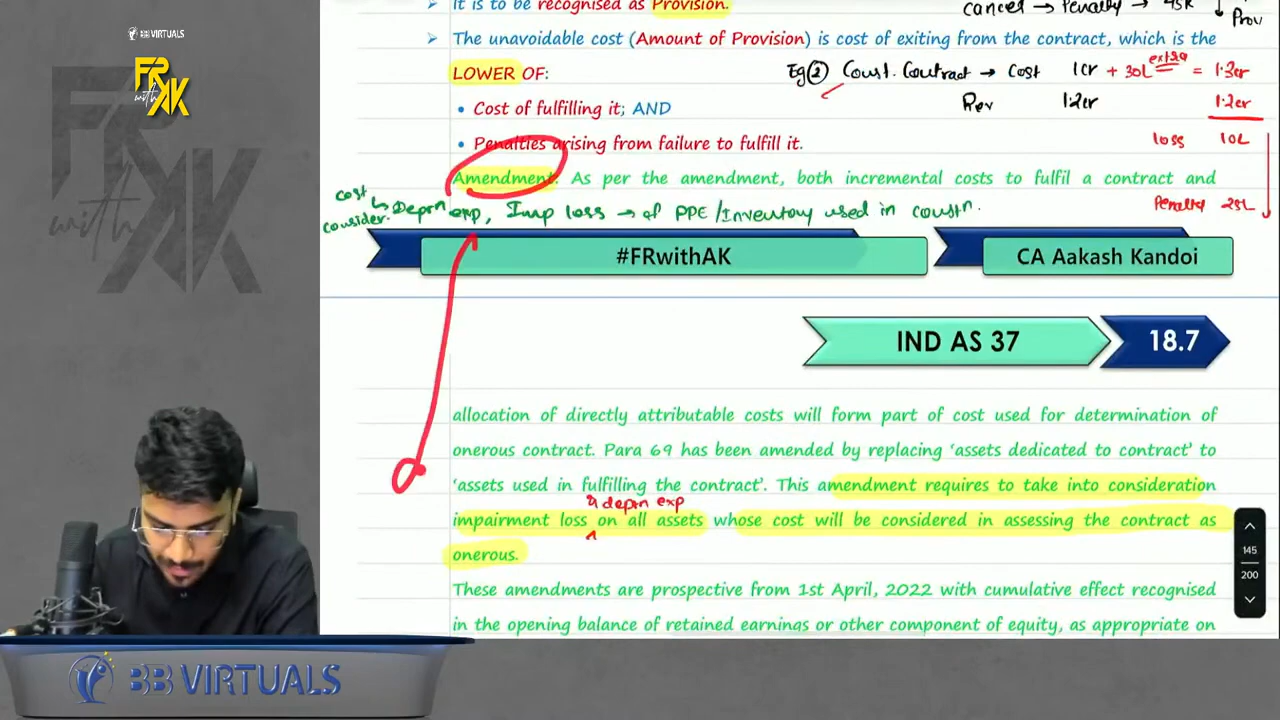 It is to be recognised as Provision.
cancel → Penalty → 45K
Prov
BB VIRTUALS
The unavoidable cost (Amount of Provision) is cost of exiting from the contract, which is the
LOWER OF:
Eg② Const. Contract → Cost 1cr + 30L extra = 1.3cr
Cost of fulfilling it; AND
Rev 1.2cr 1.2cr
Penalties arising from failure to fulfill it.
loss 10L
FR with AK
Amendment: As per the amendment, both incremental costs to fulfil a contract and
cost consider. Deprn exp, Imp loss → of PPE/Inventory used in constn.
Penalty 25L
#FRwithAK
CA Aakash Kandoi
IND AS 37
18.7
allocation of directly attributable costs will form part of cost used for determination of
onerous contract. Para 69 has been amended by replacing ‘assets dedicated to contract’ to
‘assets used in fulfilling the contract’. This amendment requires to take into consideration
& deprn exp
impairment loss on all assets whose cost will be considered in assessing the contract as
onerous.
These amendments are prospective from 1st April, 2022 with cumulative effect recognised
in the opening balance of retained earnings or other component of equity, as appropriate on
145
200
BB VIRTUALS